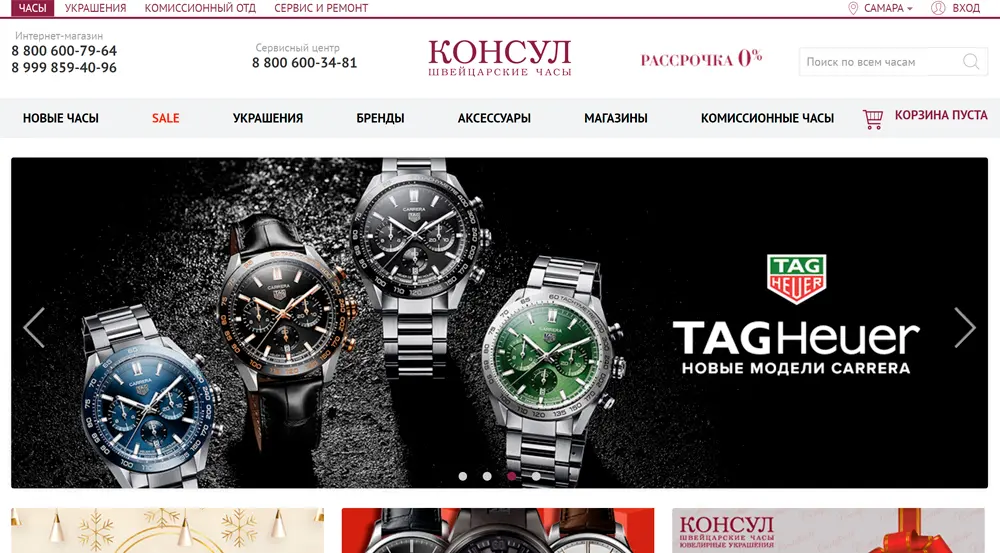 ЧАСЫ УКРАШЕНИЯ КОМИССИОННЫЙ ОТД СЕРВИС И РЕМОНТ САМАРА ВХОД
Интернет-магазин
8 800 600-79-64
8 999 859-40-96
Сервисный центр
8 800 600-34-81
КОНСУЛ
ШВЕЙЦАРСКИЕ ЧАСЫ
РАССРОЧКА 0%
Поиск по всем часам
НОВЫЕ ЧАСЫ SALE УКРАШЕНИЯ БРЕНДЫ АКСЕССУАРЫ МАГАЗИНЫ КОМИССИОННЫЕ ЧАСЫ КОРЗИНА ПУСТА
CARRERA
CARRERA
CARRERA
CARRERA
TAG
HEUER
TAGHeuer
НОВЫЕ МОДЕЛИ CARRERA
КОНСУЛ
ШВЕЙЦАРСКИЕ ЧАСЫ
ЮВЕЛИРНЫЕ УКРАШЕНИЯ